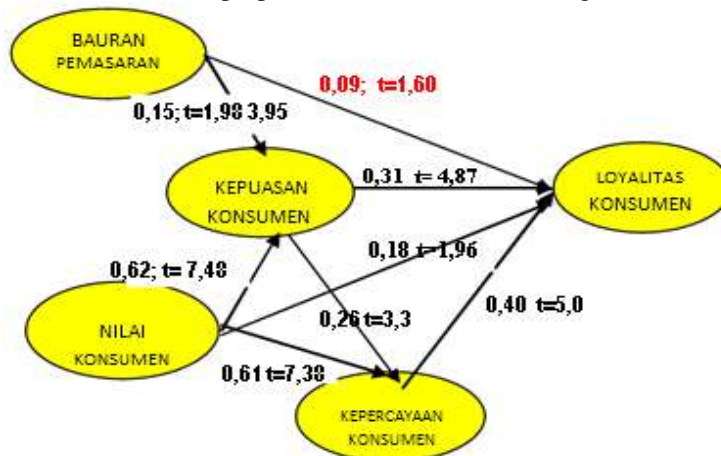 BAURAN
PEMASARAN
0,09; t=1,60
0,15; t=1,98 3,95
KEPUASAN
KONSUMEN
0,31 t= 4,87
LOYALITAS
KONSUMEN
0,18 t=1,96
0,62; t= 7,48
0,40 t=5,0
0,26 t=3,3
NILAI
KONSUMEN
0,61 t=7,38
KEPERCAYAAN
KONSUMEN